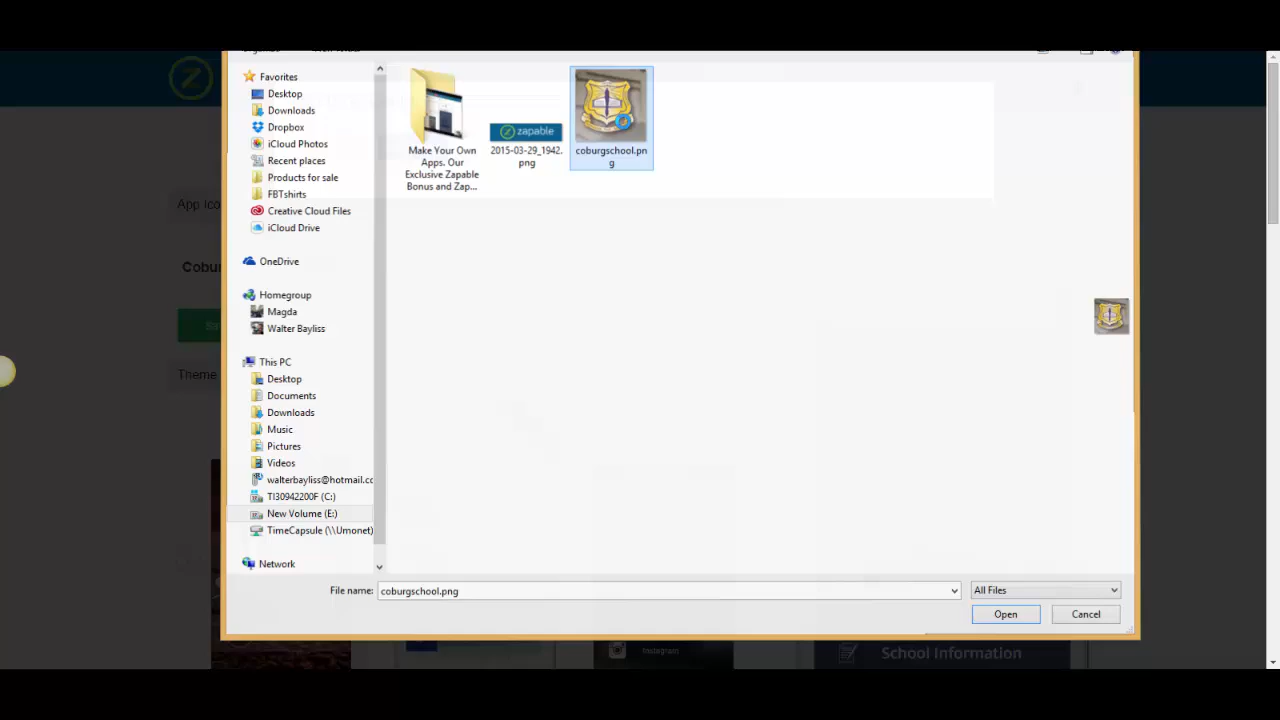 Favorites
Desktop
Downloads
Dropbox
iCloud Photos
Recent places
Products for sale
FBTshirts
Creative Cloud Files
iCloud Drive
OneDrive
Homegroup
Magda
Walter Bayliss
This PC
Desktop
Documents
Downloads
Music
Pictures
Videos
walterbayliss@hotmail.cc
TI30942200F (C:)
New Volume (E:)
TimeCapsule (\\Umonet)
Network
Make Your Own
Apps. Our
Exclusive Zapable
Bonus and Zap...
zapable
2015-03-29_1942.
png
coburgschool.pn
g
App Ico
Cobur
Theme
File name:
coburgschool.png
All Files
Open
Cancel
Instagram
School Information